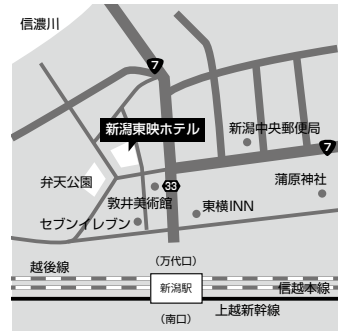 信濃川
7
新潟東映ホテル
新潟中央郵便局
7
弁天公園
33
敦井美術館
蒲原神社
東横INN
セブンイレブン
越後線
(万代口)
新潟駅
信越本線
上越新幹線
(南口)